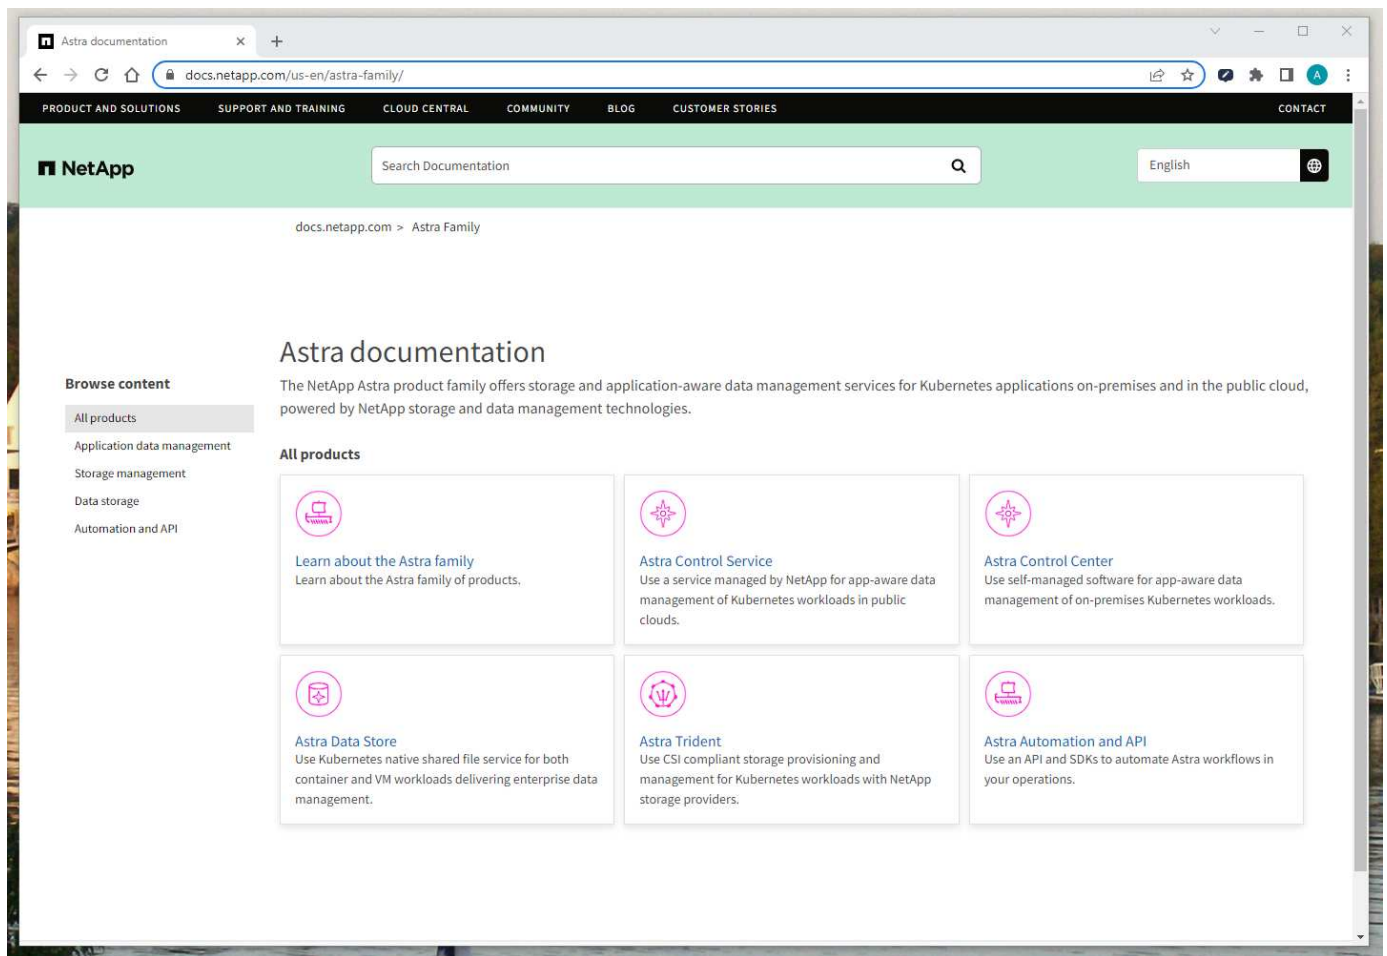 Astra documentation
docs.netapp.com/us-en/astra-family/
A
PRODUCT AND SOLUTIONS SUPPORT AND TRAINING CLOUD CENTRAL COMMUNITY BLOG CUSTOMER STORIES CONTACT
NetApp
Search Documentation
English
docs.netapp.com > Astra Family
Astra documentation
The NetApp Astra product family offers storage and application-aware data management services for Kubernetes applications on-premises and in the public cloud,
powered by NetApp storage and data management technologies.
Browse content
All products
Application data management
Storage management
Data storage
Automation and API
All products
Learn about the Astra family
Learn about the Astra family of products.
Astra Control Service
Use a service managed by NetApp for app-aware data
management of Kubernetes workloads in public
clouds.
Astra Control Center
Use self-managed software for app-aware data
management of on-premises Kubernetes workloads.
Astra Data Store
Use Kubernetes native shared file service for both
container and VM workloads delivering enterprise data
management.
Astra Trident
Use CSI compliant storage provisioning and
management for Kubernetes workloads with NetApp
storage providers.
Astra Automation and API
Use an API and SDKs to automate Astra workflows in
your operations.